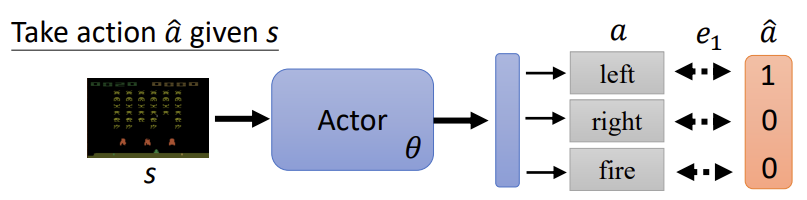 Take action â given s
a e₁ â
left 1
Actor right 0
θ
fire 0
s